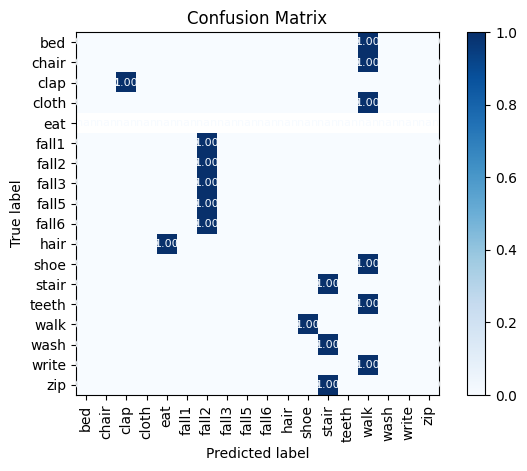 Confusion Matrix
bed 1.00
chair 1.00
clap 1.00
cloth 1.00
eat
fall1 1.00
fall2 1.00
fall3 1.00
fall5 1.00
fall6 1.00
hair 1.00
shoe 1.00
stair 1.00
teeth 1.00
walk 1.00
wash 1.00
write 1.00
zip 1.00
True label
bed chair clap cloth eat fall1 fall2 fall3 fall5 fall6 hair shoe stair teeth walk wash write zip
Predicted label
1.0
0.8
0.6
0.4
0.2
0.0